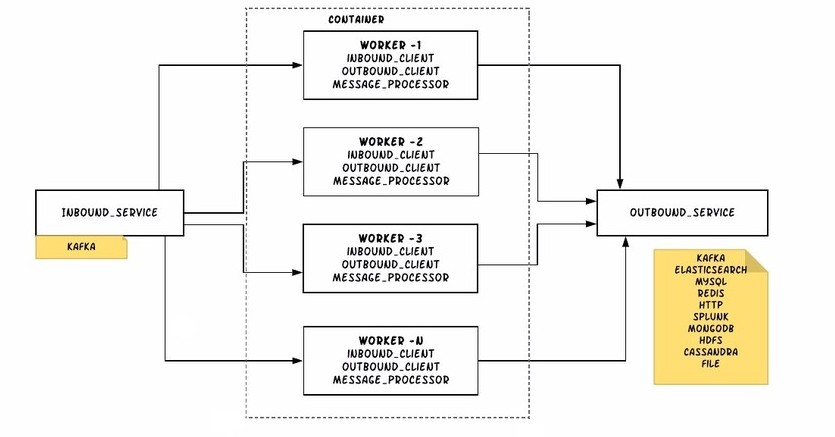 CONTAINER
WORKER -1
INBOUND_CLIENT
OUTBOUND_CLIENT
MESSAGE_PROCESSOR
WORKER -2
INBOUND_CLIENT
OUTBOUND_CLIENT
MESSAGE_PROCESSOR
INBOUND_SERVICE
KAFKA
WORKER -3
INBOUND_CLIENT
OUTBOUND_CLIENT
MESSAGE_PROCESSOR
WORKER -N
INBOUND_CLIENT
OUTBOUND_CLIENT
MESSAGE_PROCESSOR
OUTBOUND_SERVICE
KAFKA
ELASTICSEARCH
MYSQL
REDIS
HTTP
SPLUNK
MONGODB
HDFS
CASSANDRA
FILE